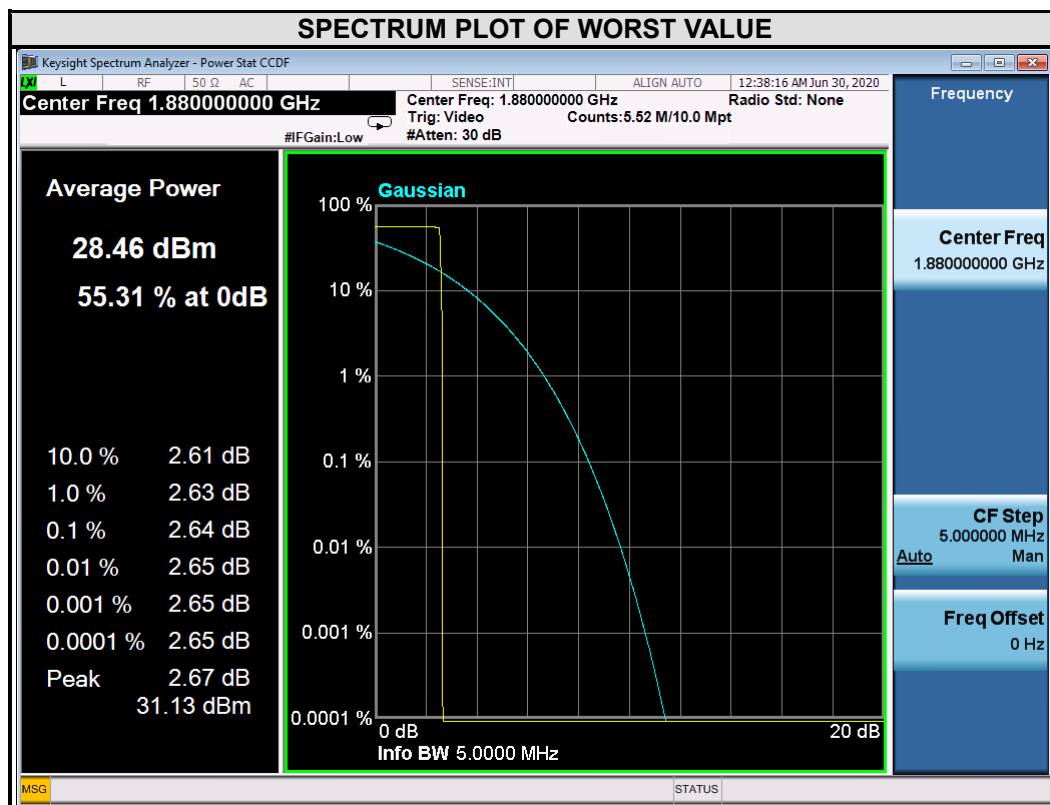 SPECTRUM PLOT OF WORST VALUE
Keysight Spectrum Analyzer - Power Stat CCDF
LXI L RF 50 Ω AC SENSE:INT ALIGN AUTO 12:38:16 AM Jun 30, 2020
Center Freq 1.880000000 GHz
#IFGain:Low
Center Freq: 1.880000000 GHz Radio Std: None
Trig: Video Counts:5.52 M/10.0 Mpt
#Atten: 30 dB
Average Power
28.46 dBm
55.31 % at 0dB
10.0 % 2.61 dB
1.0 % 2.63 dB
0.1 % 2.64 dB
0.01 % 2.65 dB
0.001 % 2.65 dB
0.0001 % 2.65 dB
Peak 2.67 dB
31.13 dBm
Gaussian
100 %
10 %
1 %
0.1 %
0.01 %
0.001 %
0.0001 %
0 dB 20 dB
Info BW 5.0000 MHz
Frequency
Center Freq
1.880000000 GHz
CF Step
5.000000 MHz
Auto Man
Freq Offset
0 Hz
MSG STATUS